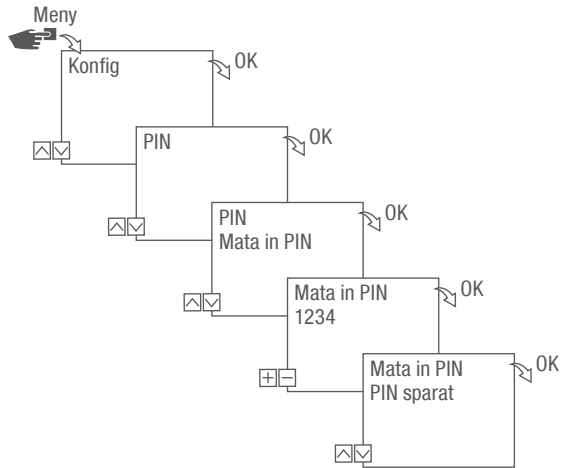 Meny
Konfig
OK
PIN
OK
PIN
Mata in PIN
OK
Mata in PIN
1234
OK
Mata in PIN
PIN sparat
OK